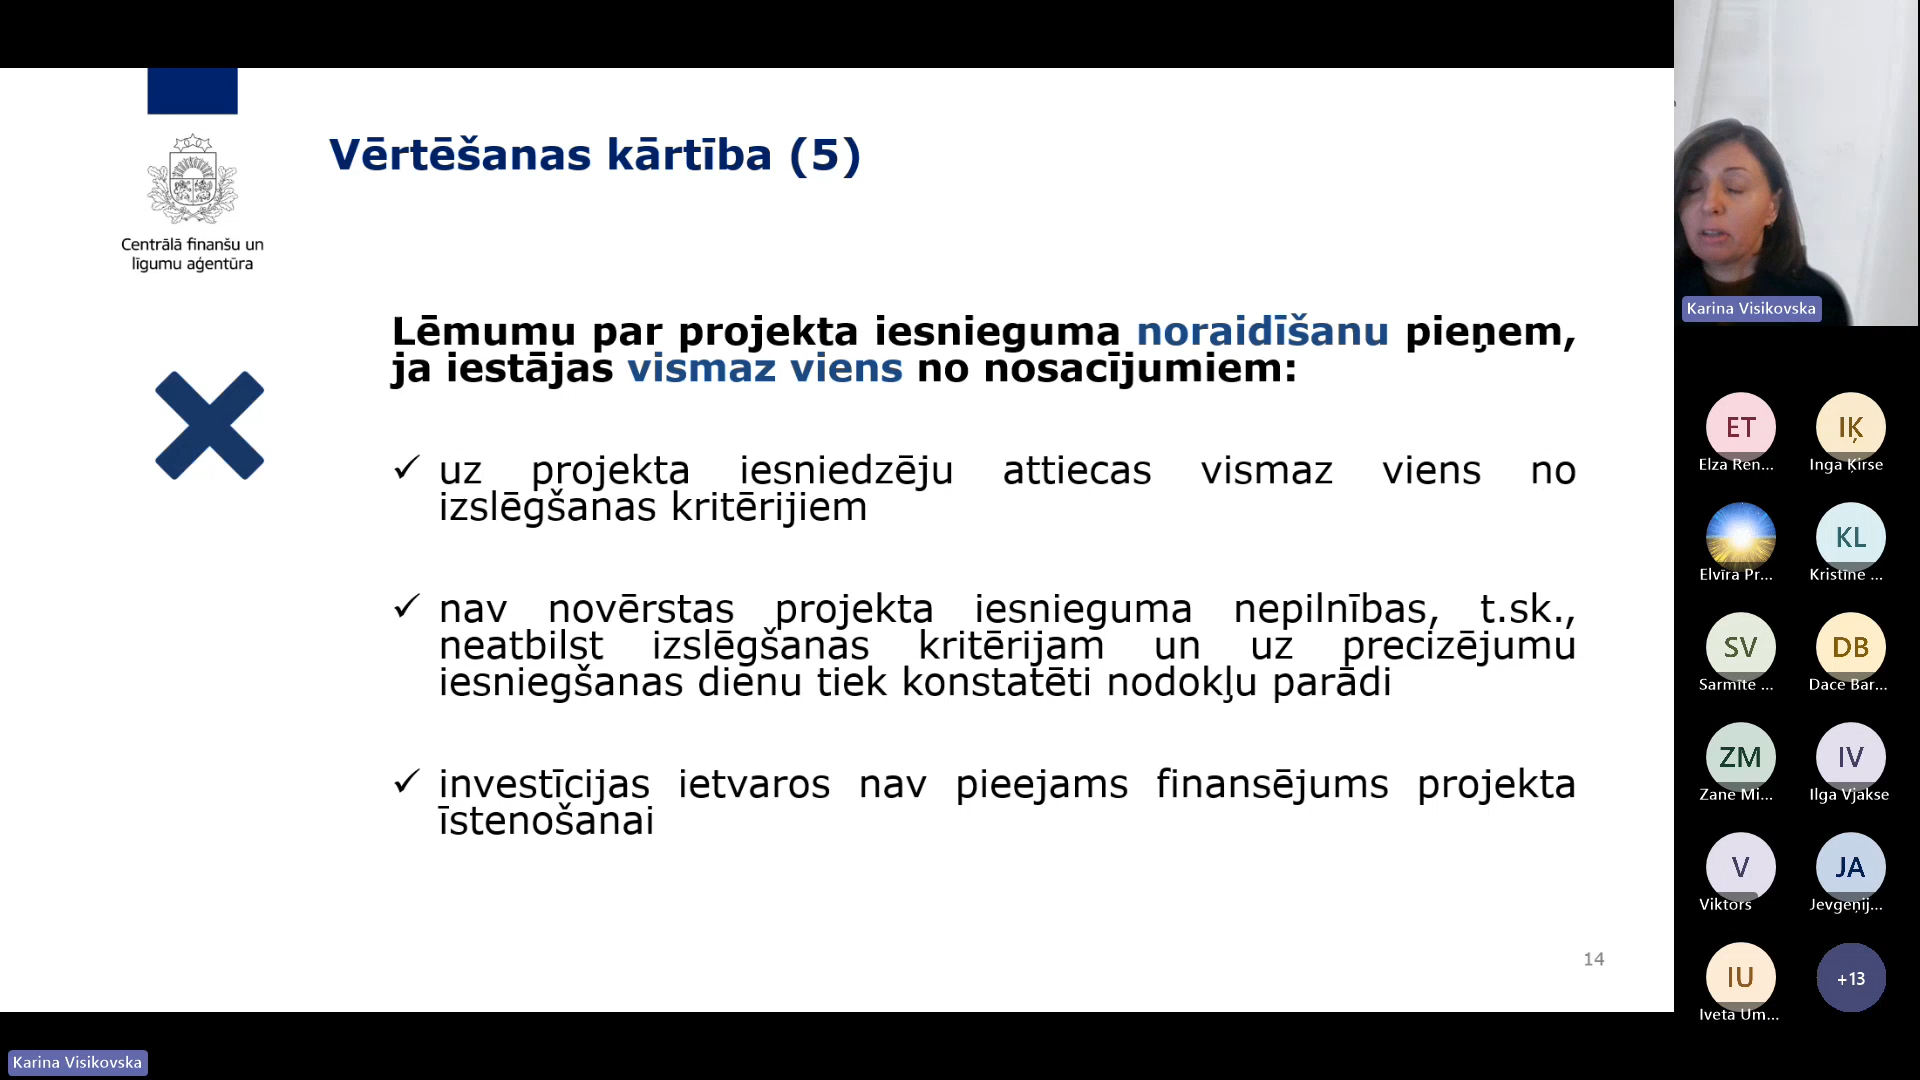 Vērtēšanas kārtība (5)
Centrālā finanšu un
līgumu aģentūra
Lēmumu par projekta iesnieguma noraidīšanu pieņem,
ja iestājas vismaz viens no nosacījumiem:
✓ uz projekta iesniedzēju attiecas vismaz viens no
izslēgšanas kritērijiem
✓ nav novērstas projekta iesnieguma nepilnības, t.sk.,
neatbilst izslēgšanas kritērijam un uz precizējumu
iesniegšanas dienu tiek konstatēti nodokļu parādi
✓ investīcijas ietvaros nav pieejams finansējums projekta
īstenošanai
14
Karina Visikovska
ET
Elza Ren...
IĶ
Inga Ķirse
Elvīra Pr...
KL
Kristīne ...
SV
Sarmīte ...
DB
Dace Bar...
ZM
Zane Mi...
IV
Ilga Vjakse
V
Viktors
JA
Jevgeņij...
IU
Iveta Um...
+13
Karina Visikovska